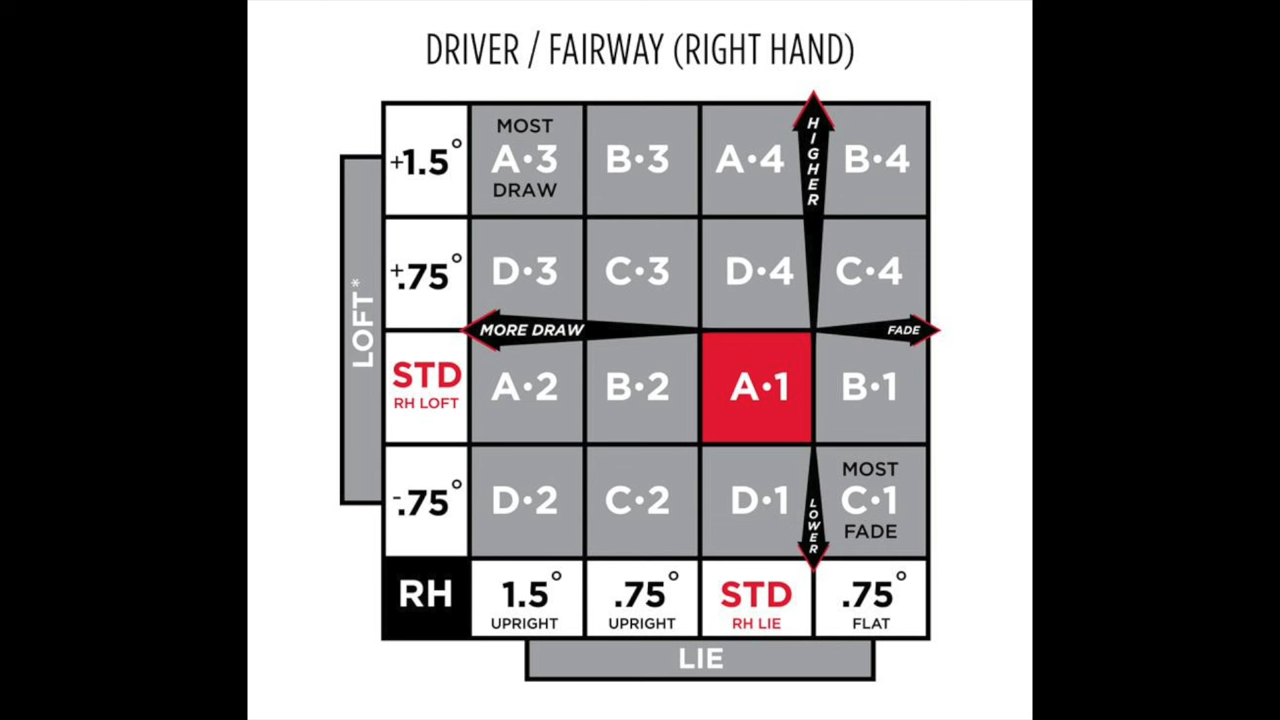 DRIVER / FAIRWAY (RIGHT HAND)
+1.5°
MOST
A•3
DRAW
B•3
A•4
HIGHER
B•4
+.75°
D•3
C•3
D•4
C•4
LOFT*
MORE DRAW
FADE
STD
RH LOFT
A•2
B•2
A•1
B•1
-.75°
D•2
C•2
D•1
LOWER
MOST
C•1
FADE
RH
1.5°
UPRIGHT
.75°
UPRIGHT
STD
RH LIE
.75°
FLAT
LIE